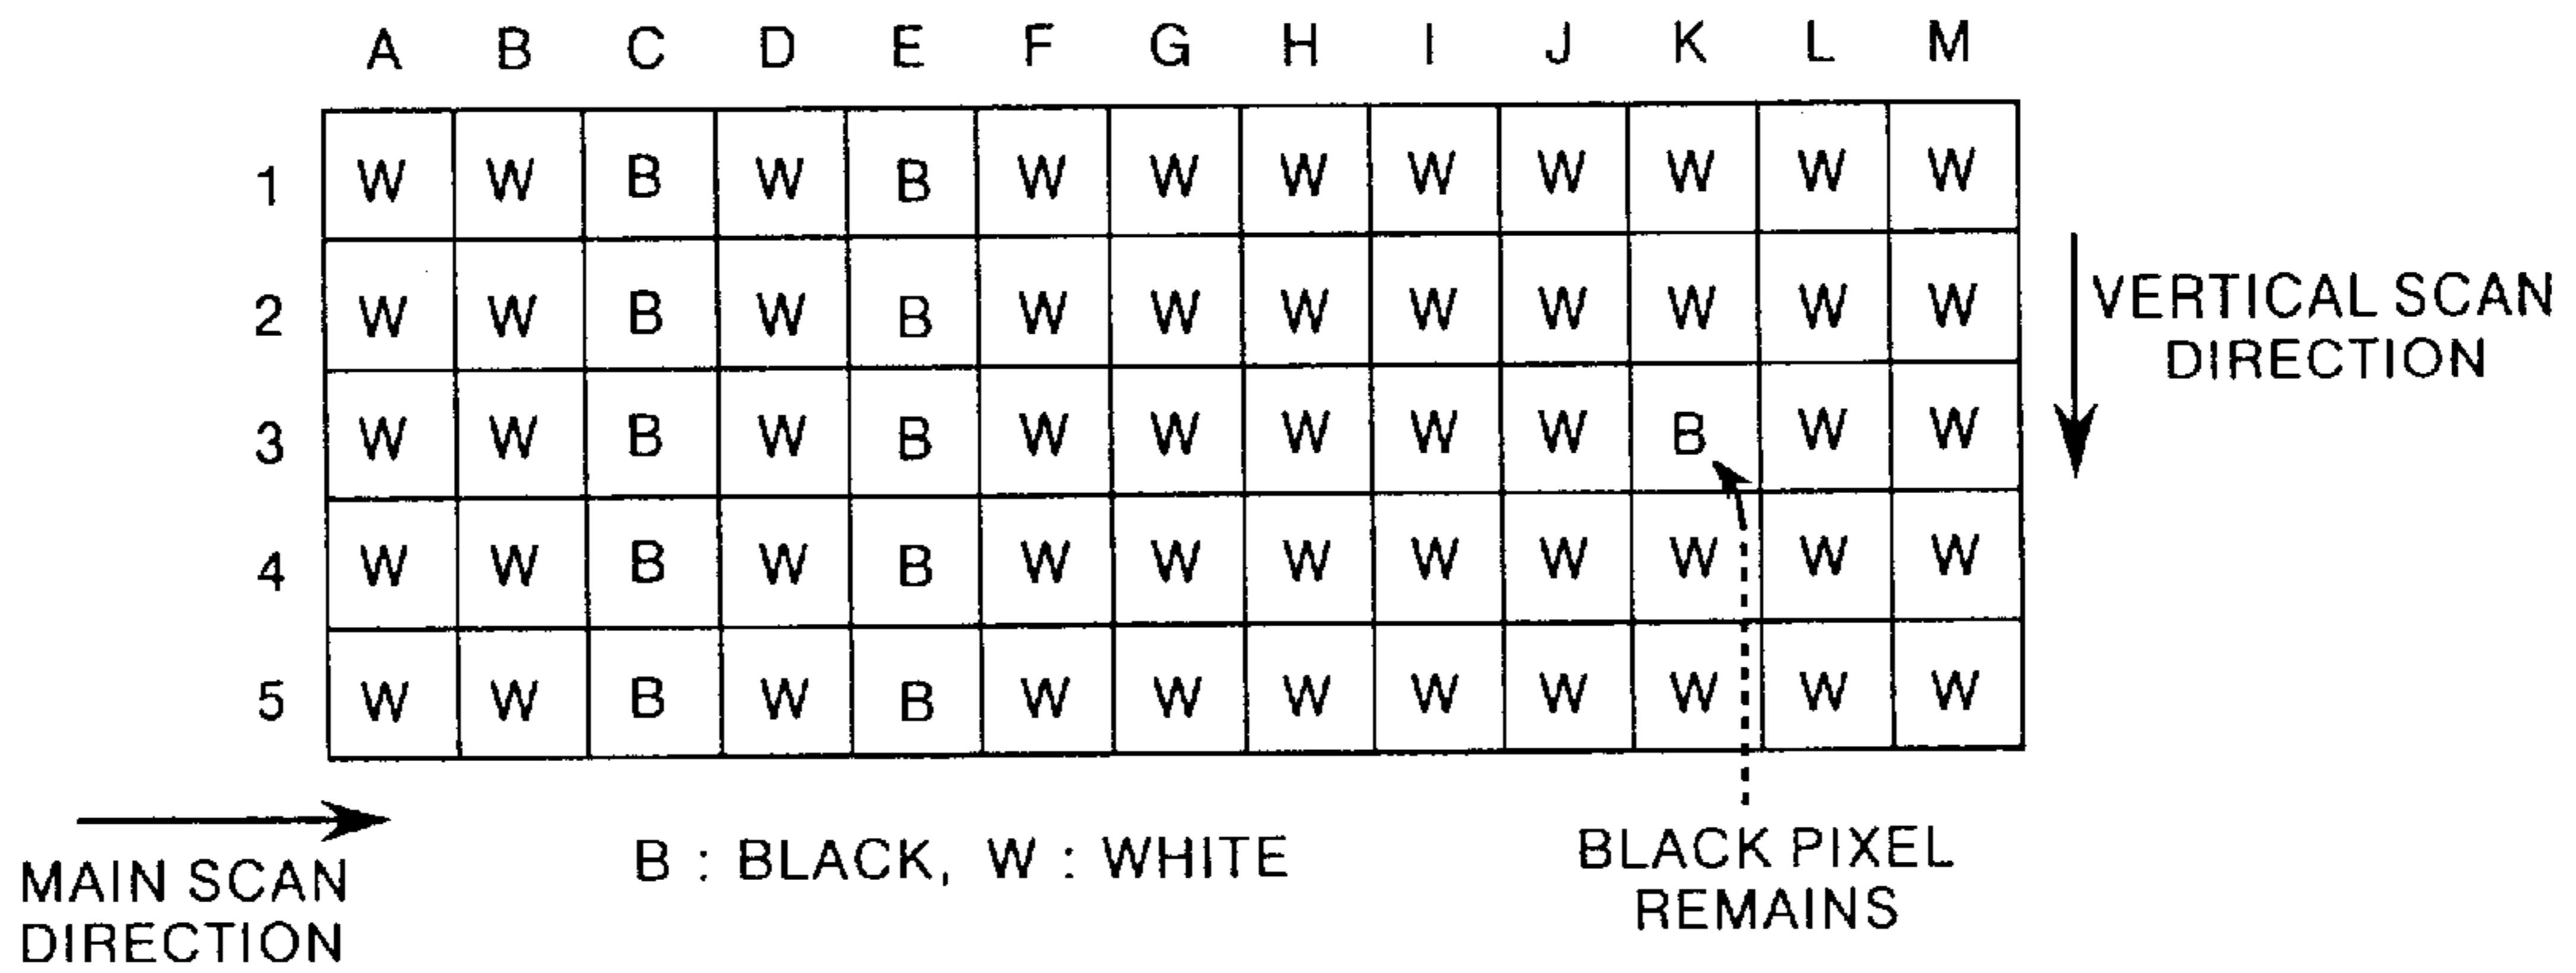 A B C D E F G H I J K L M
1 W W B W B W W W W W W W W
2 W W B W B W W W W W W W W
VERTICAL SCAN
DIRECTION
3 W W B W B W W W W W B W W
4 W W B W B W W W W W W W W
5 W W B W B W W W W W W W W
MAIN SCAN
DIRECTION
B : BLACK, W : WHITE
BLACK PIXEL
REMAINS